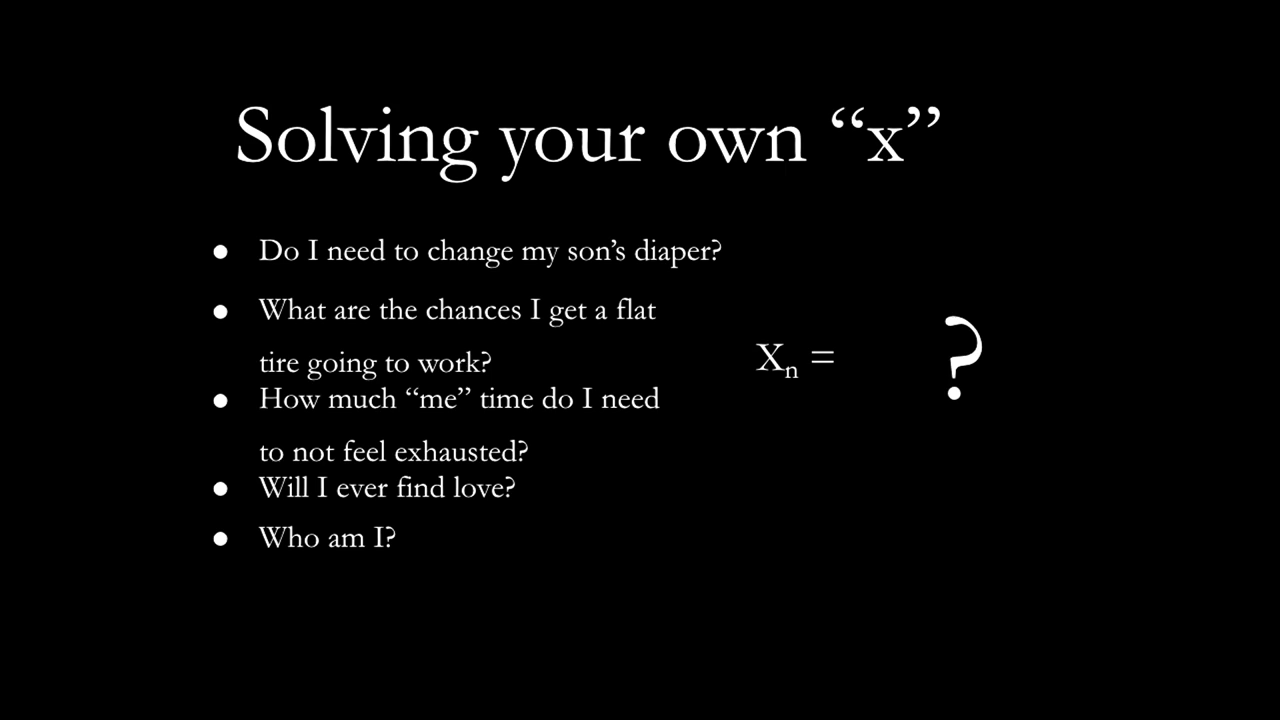 Solving your own “x”
● Do I need to change my son’s diaper?
● What are the chances I get a flat
tire going to work?
● How much “me” time do I need
to not feel exhausted?
● Will I ever find love?
● Who am I?
Xₙ = ?